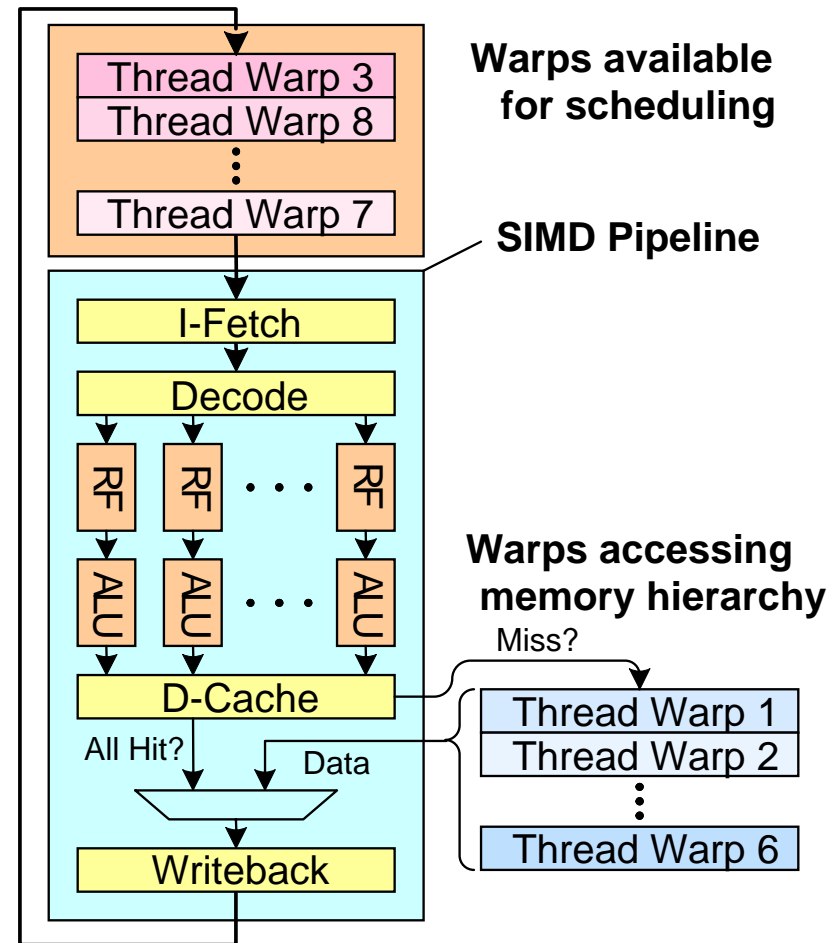 Thread Warp 3
Thread Warp 8
Thread Warp 7
Warps available
for scheduling
SIMD Pipeline
I-Fetch
Decode
RF
RF
RF
ALU
ALU
ALU
D-Cache
All Hit?
Data
Writeback
Warps accessing
memory hierarchy
Miss?
Thread Warp 1
Thread Warp 2
Thread Warp 6